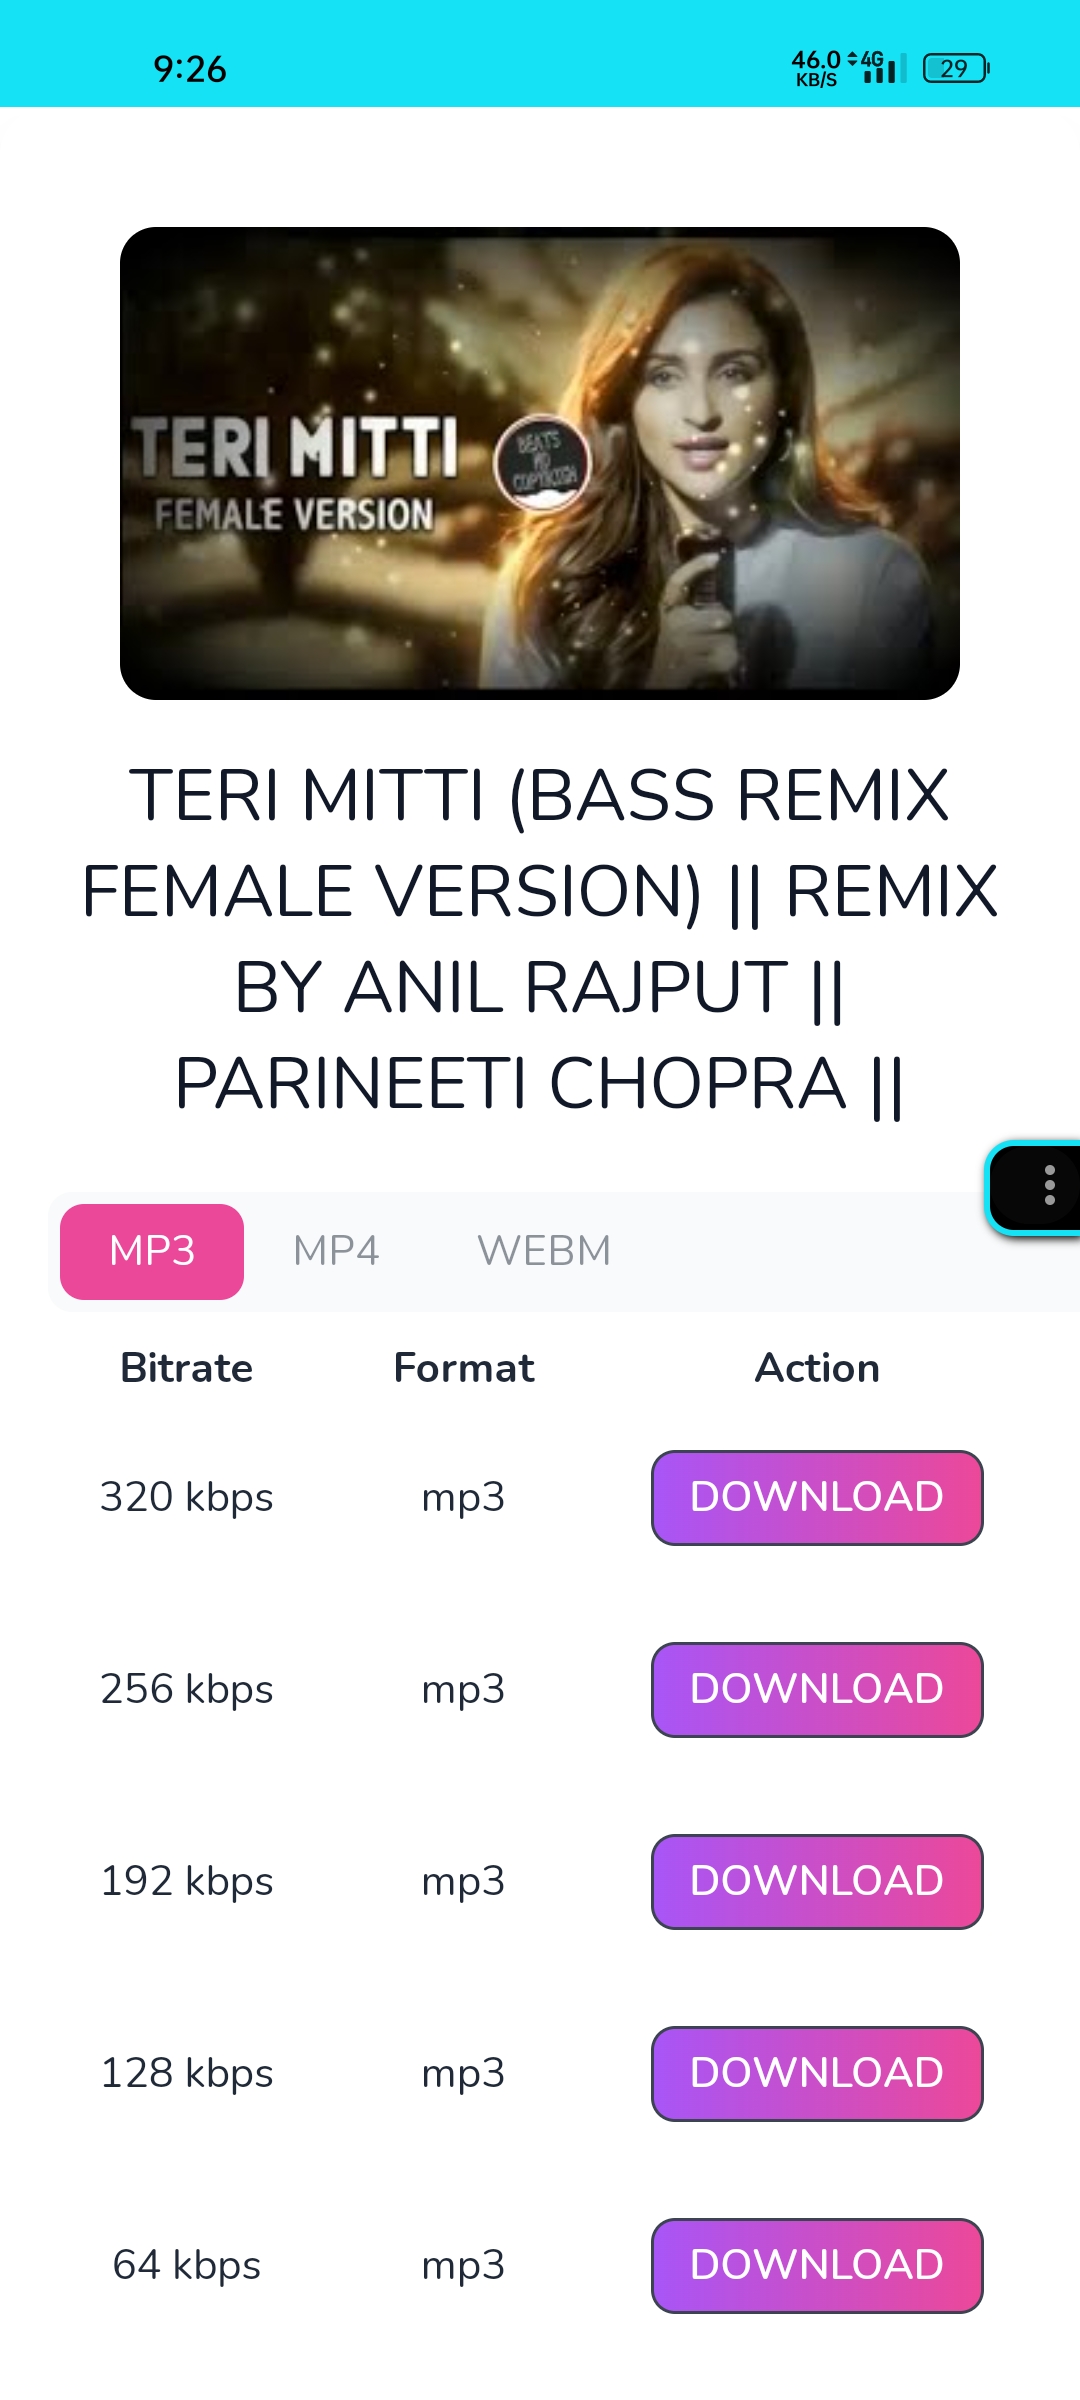 9:26
46.0 KB/S 4G 29
TERI MITTI
FEMALE VERSION
BEATS
NO
TERI MITTI (BASS REMIX
FEMALE VERSION) || REMIX
BY ANIL RAJPUT ||
PARINEETI CHOPRA ||
MP3 MP4 WEBM
Bitrate Format Action
320 kbps mp3 DOWNLOAD
256 kbps mp3 DOWNLOAD
192 kbps mp3 DOWNLOAD
128 kbps mp3 DOWNLOAD
64 kbps mp3 DOWNLOAD